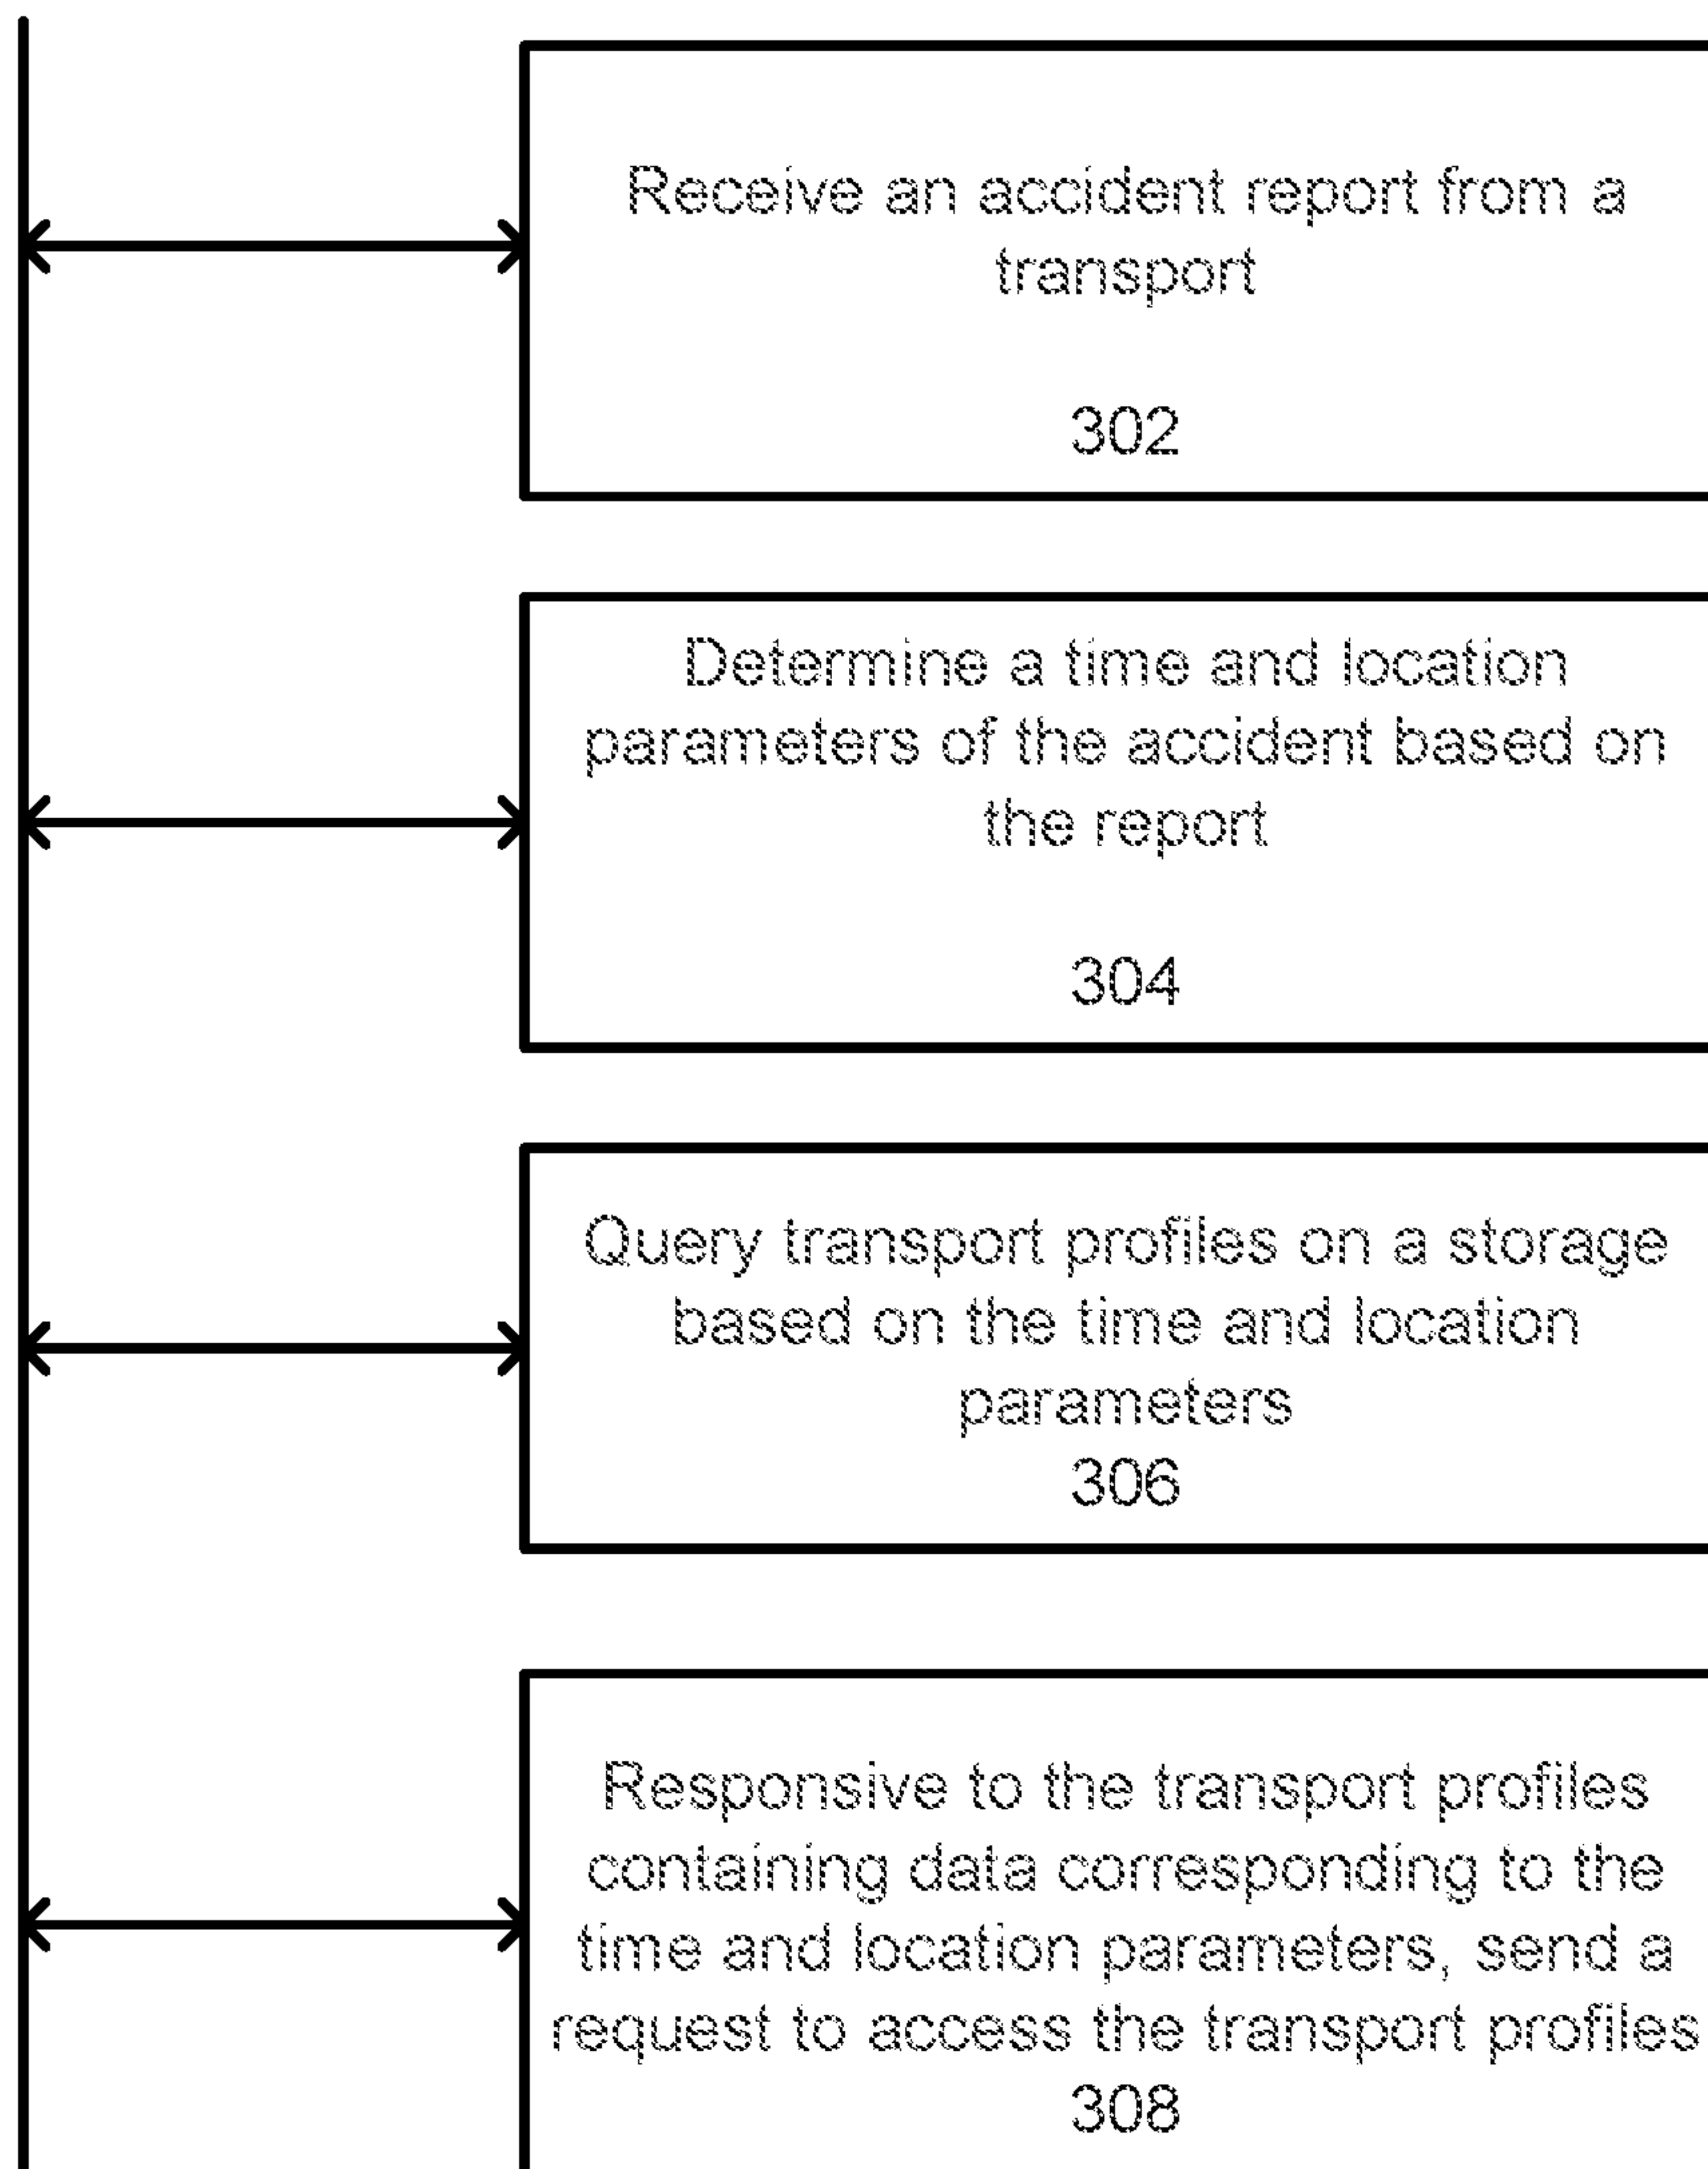 Receive an accident report from a
transport
302
Determine a time and location
parameters of the accident based on
the report
304
Query transport profiles on a storage
based on the time and location
parameters
306
Responsive to the transport profiles
containing data corresponding to the
time and location parameters, send a
request to access the transport profiles
308